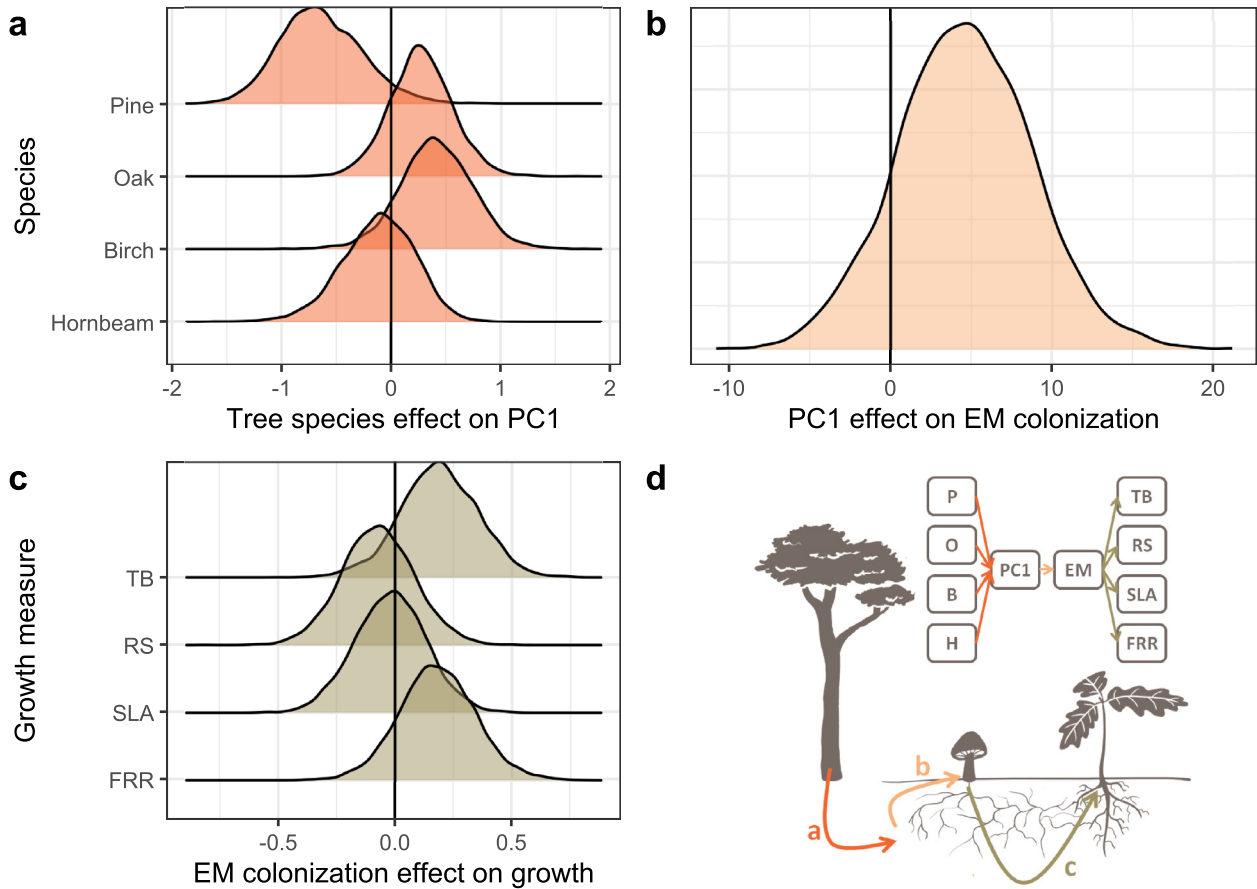 a
Species
Pine
Oak
Birch
Hornbeam
-2 -1 0 1 2
Tree species effect on PC1
b
-10 0 10 20
PC1 effect on EM colonization
c
Growth measure
TB
RS
SLA
FRR
-0.5 0.0 0.5
EM colonization effect on growth
d
P TB
O RS
PC1 EM
B SLA
H FRR
b
a
c